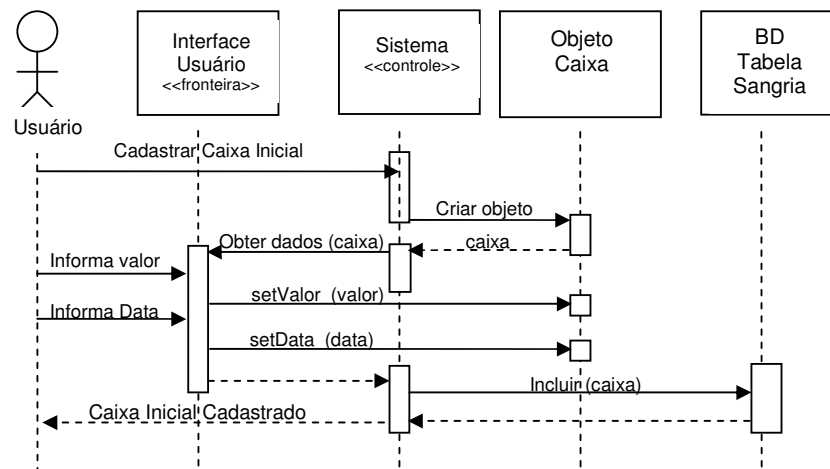 Usuário
Interface
Usuário
<<fronteira>>
Sistema
<<controle>>
Objeto
Caixa
BD
Tabela
Sangria
Cadastrar Caixa Inicial
Criar objeto
Obter dados (caixa)
caixa
Informa valor
setValor (valor)
Informa Data
setData (data)
Incluir (caixa)
Caixa Inicial Cadastrado